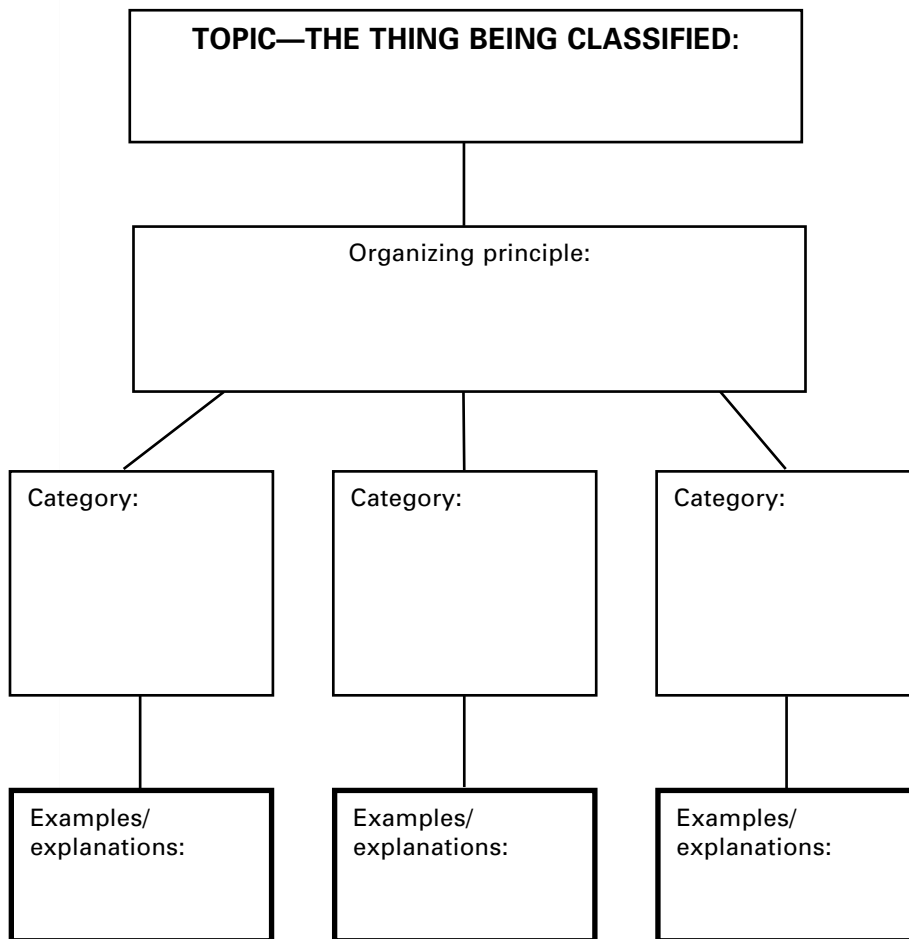 TOPIC—THE THING BEING CLASSIFIED:
Organizing principle:
Category:
Category:
Category:
Examples/
explanations:
Examples/
explanations:
Examples/
explanations: